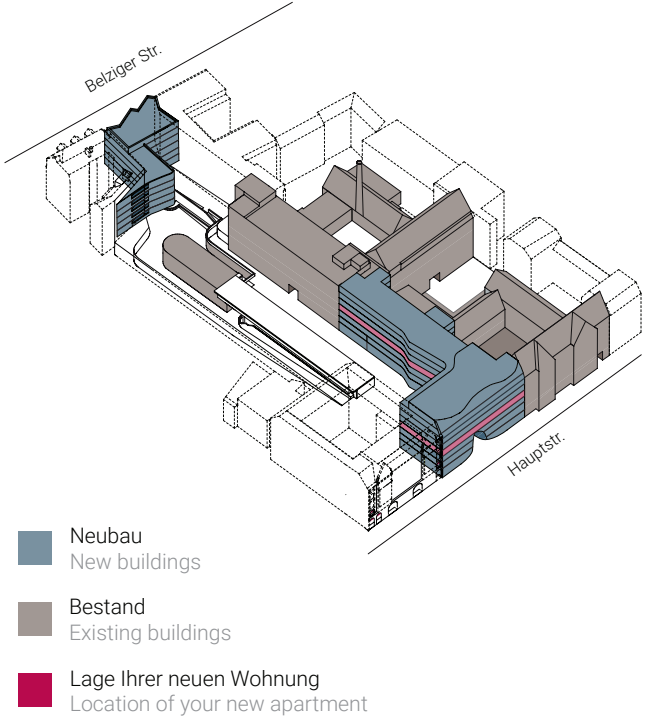 Belziger Str.
Hauptstr.
Neubau
New buildings
Bestand
Existing buildings
Lage Ihrer neuen Wohnung
Location of your new apartment